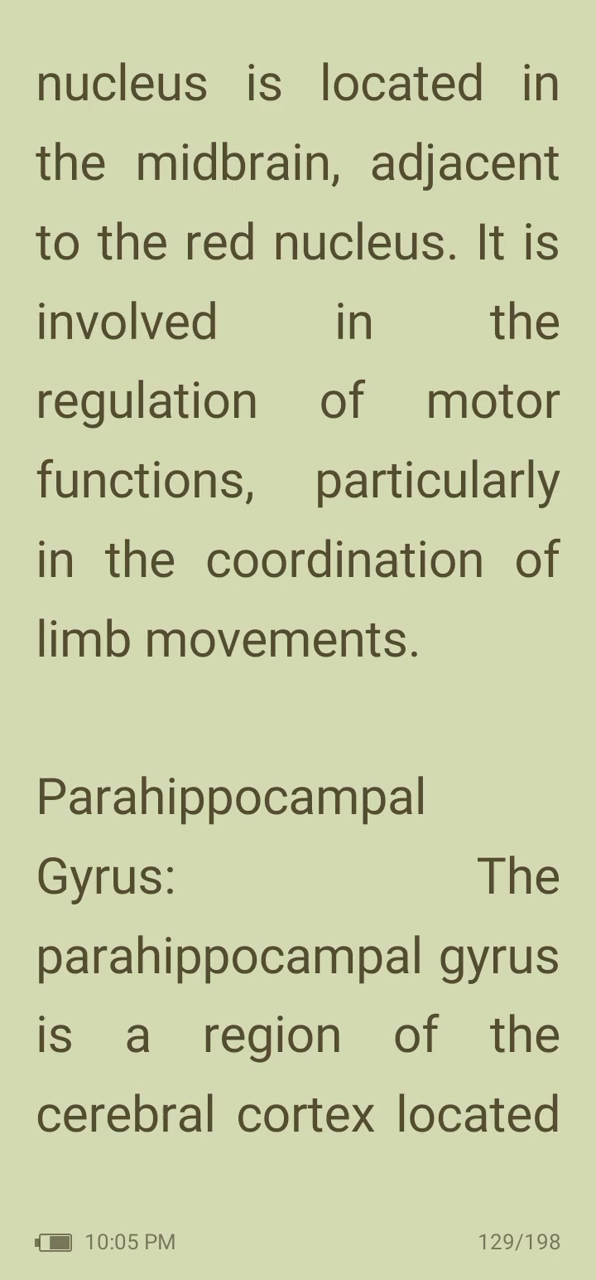 nucleus is located in
the midbrain, adjacent
to the red nucleus. It is
involved in the
regulation of motor
functions, particularly
in the coordination of
limb movements.
Parahippocampal
Gyrus: The
parahippocampal gyrus
is a region of the
cerebral cortex located
10:05 PM 129/198